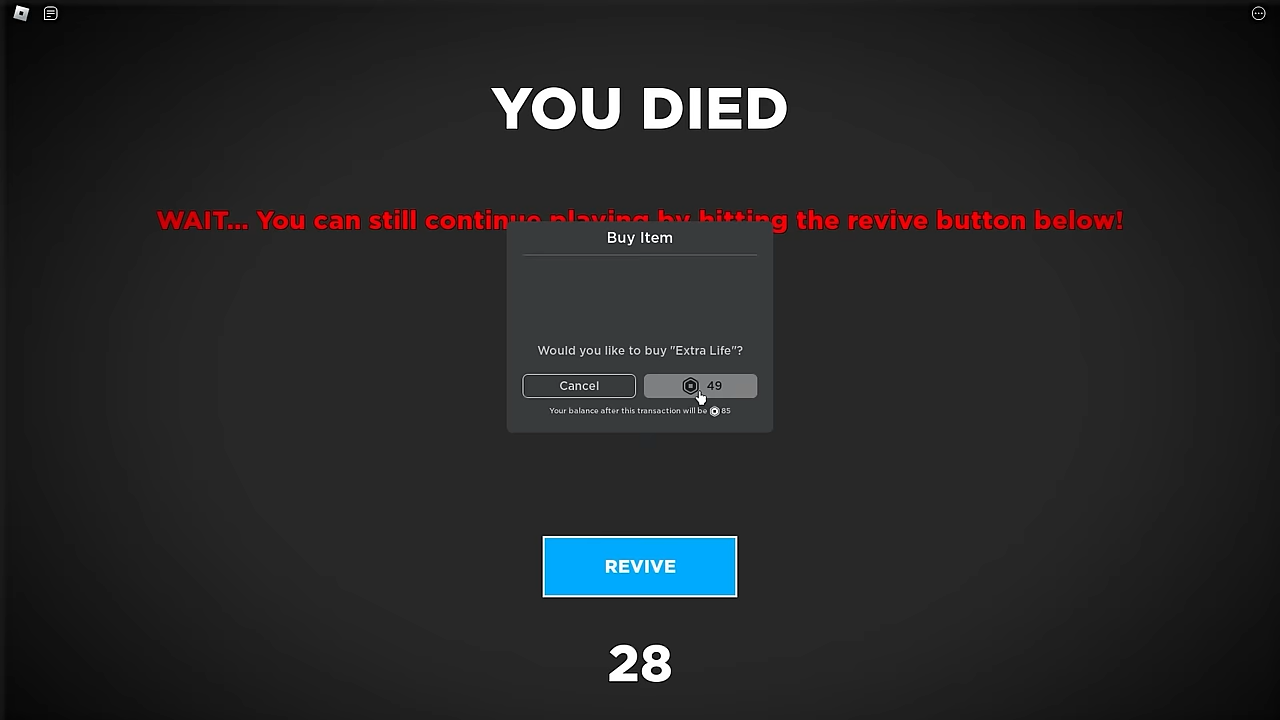 YOU DIED
WAIT... You can still continue playing by hitting the revive button below!
Buy Item
Would you like to buy "Extra Life"?
Cancel
49
Your balance after this transaction will be 85
REVIVE
28